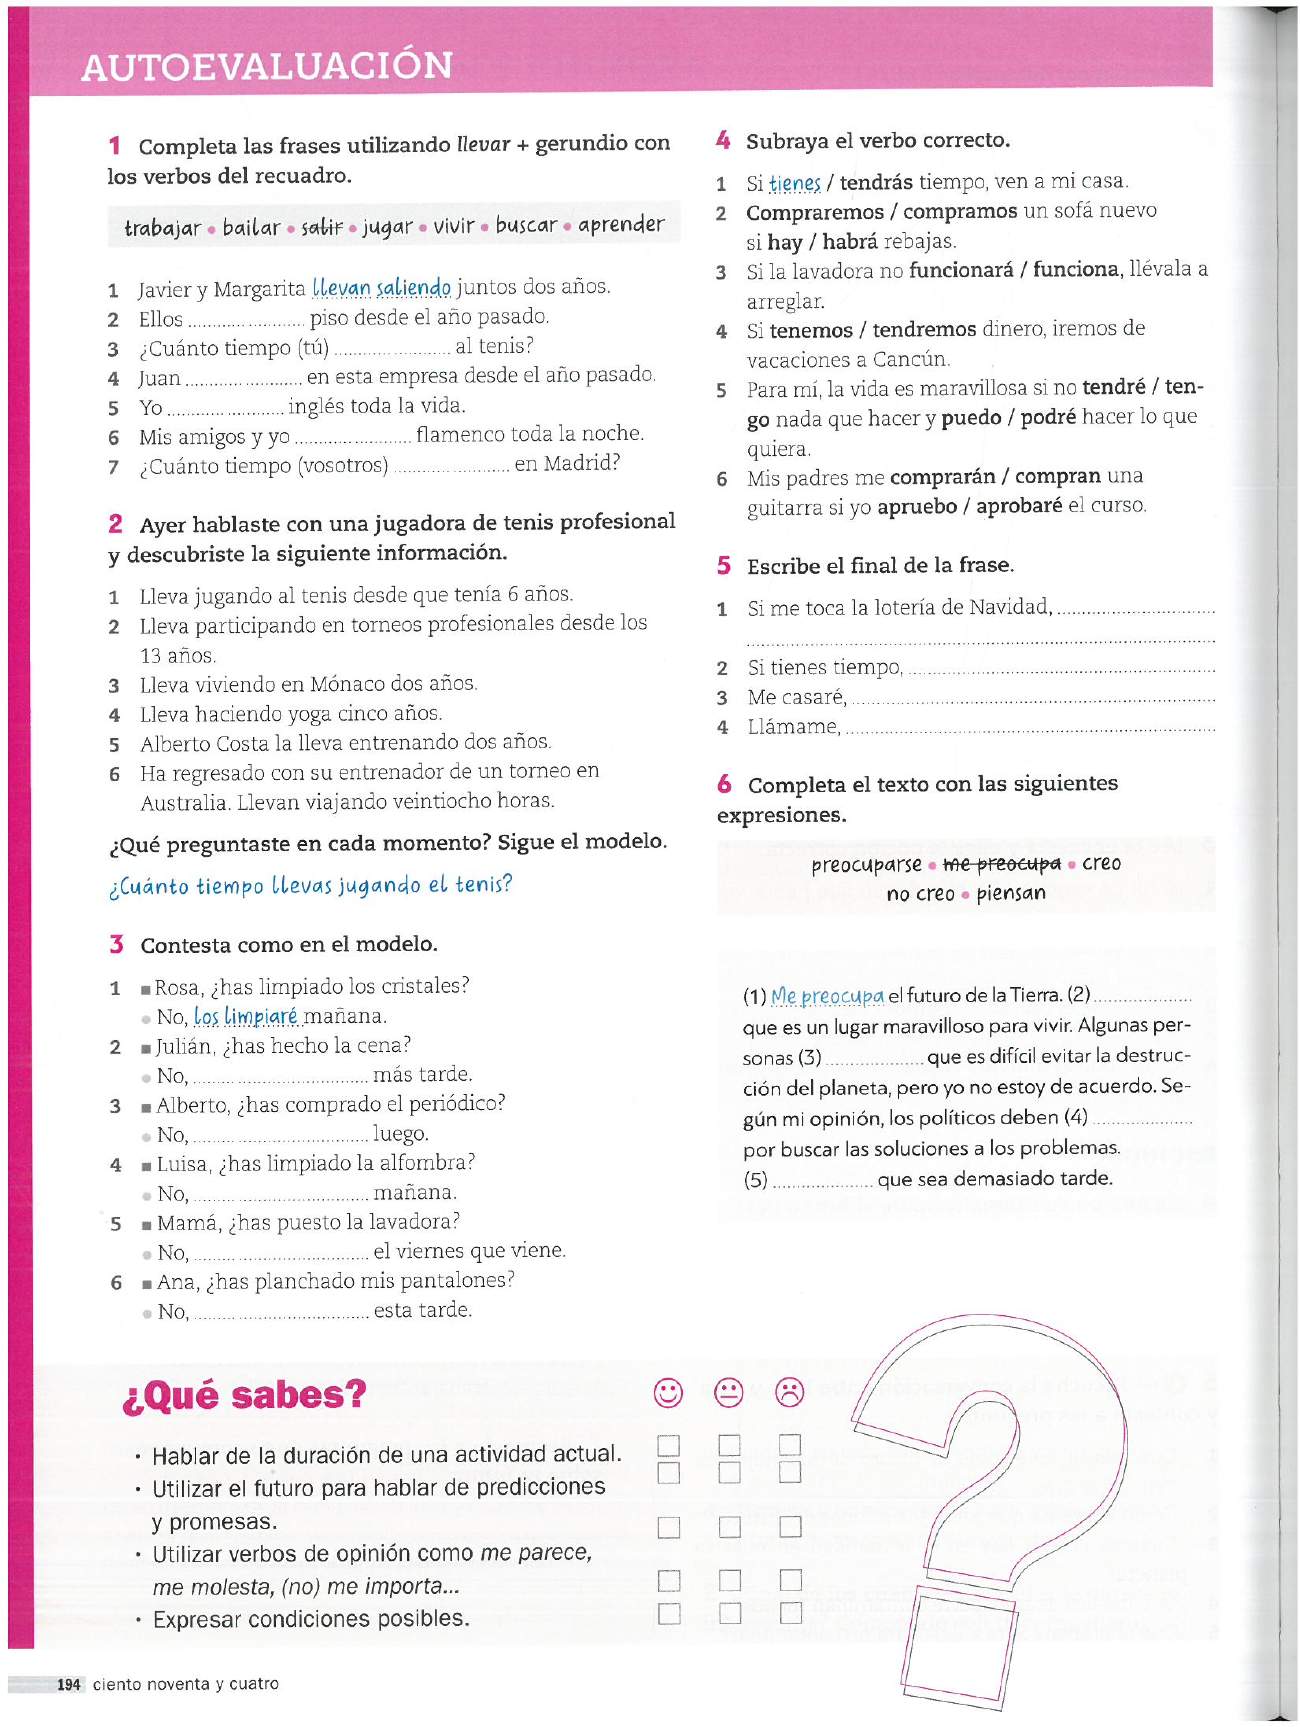 AUTOEVALUACIÓN
1 Completa las frases utilizando llevar + gerundio con
los verbos del recuadro.
trabajar • bailar • salir • jugar • vivir • buscar • aprender
1 Javier y Margarita llevan saliendo juntos dos años.
2 Ellos ........................ piso desde el año pasado.
3 ¿Cuánto tiempo (tú) ........................ al tenis?
4 Juan ........................ en esta empresa desde el año pasado.
5 Yo ........................ inglés toda la vida.
6 Mis amigos y yo ........................ flamenco toda la noche.
7 ¿Cuánto tiempo (vosotros) ........................ en Madrid?
2 Ayer hablaste con una jugadora de tenis profesional
y descubriste la siguiente información.
1 Lleva jugando al tenis desde que tenía 6 años.
2 Lleva participando en torneos profesionales desde los
13 años.
3 Lleva viviendo en Mónaco dos años.
4 Lleva haciendo yoga cinco años.
5 Alberto Costa la lleva entrenando dos años.
6 Ha regresado con su entrenador de un torneo en
Australia. Llevan viajando veintiocho horas.
¿Qué preguntaste en cada momento? Sigue el modelo.
¿Cuánto tiempo llevas jugando el tenis?
3 Contesta como en el modelo.
1 ■ Rosa, ¿has limpiado los cristales?
• No, los limpiaré mañana.
2 ■ Julián, ¿has hecho la cena?
• No, .................................... más tarde.
3 ■ Alberto, ¿has comprado el periódico?
• No, .................................... luego.
4 ■ Luisa, ¿has limpiado la alfombra?
• No, .................................... mañana.
5 ■ Mamá, ¿has puesto la lavadora?
• No, .................................... el viernes que viene.
6 ■ Ana, ¿has planchado mis pantalones?
• No, .................................... esta tarde.
4 Subraya el verbo correcto.
1 Si tienes / tendrás tiempo, ven a mi casa.
2 Compraremos / compramos un sofá nuevo
si hay / habrá rebajas.
3 Si la lavadora no funcionará / funciona, llévala a
arreglar.
4 Si tenemos / tendremos dinero, iremos de
vacaciones a Cancún.
5 Para mí, la vida es maravillosa si no tendré / ten-
go nada que hacer y puedo / podré hacer lo que
quiera.
6 Mis padres me comprarán / compran una
guitarra si yo apruebo / aprobaré el curso.
5 Escribe el final de la frase.
1 Si me toca la lotería de Navidad, ................................
................................................................................
2 Si tienes tiempo, ................................................................
3 Me casaré, ................................................................
4 Llámame, ................................................................
6 Completa el texto con las siguientes
expresiones.
preocuparse • me preocupa • creo
no creo • piensan
(1) Me preocupa el futuro de la Tierra. (2) ....................
que es un lugar maravilloso para vivir. Algunas per-
sonas (3) .................... que es difícil evitar la destruc-
ción del planeta, pero yo no estoy de acuerdo. Se-
gún mi opinión, los políticos deben (4) ....................
por buscar las soluciones a los problemas.
(5) .................... que sea demasiado tarde.
¿Qué sabes?
• Hablar de la duración de una actividad actual.
• Utilizar el futuro para hablar de predicciones
y promesas.
• Utilizar verbos de opinión como me parece,
me molesta, (no) me importa...
• Expresar condiciones posibles.
194 ciento noventa y cuatro